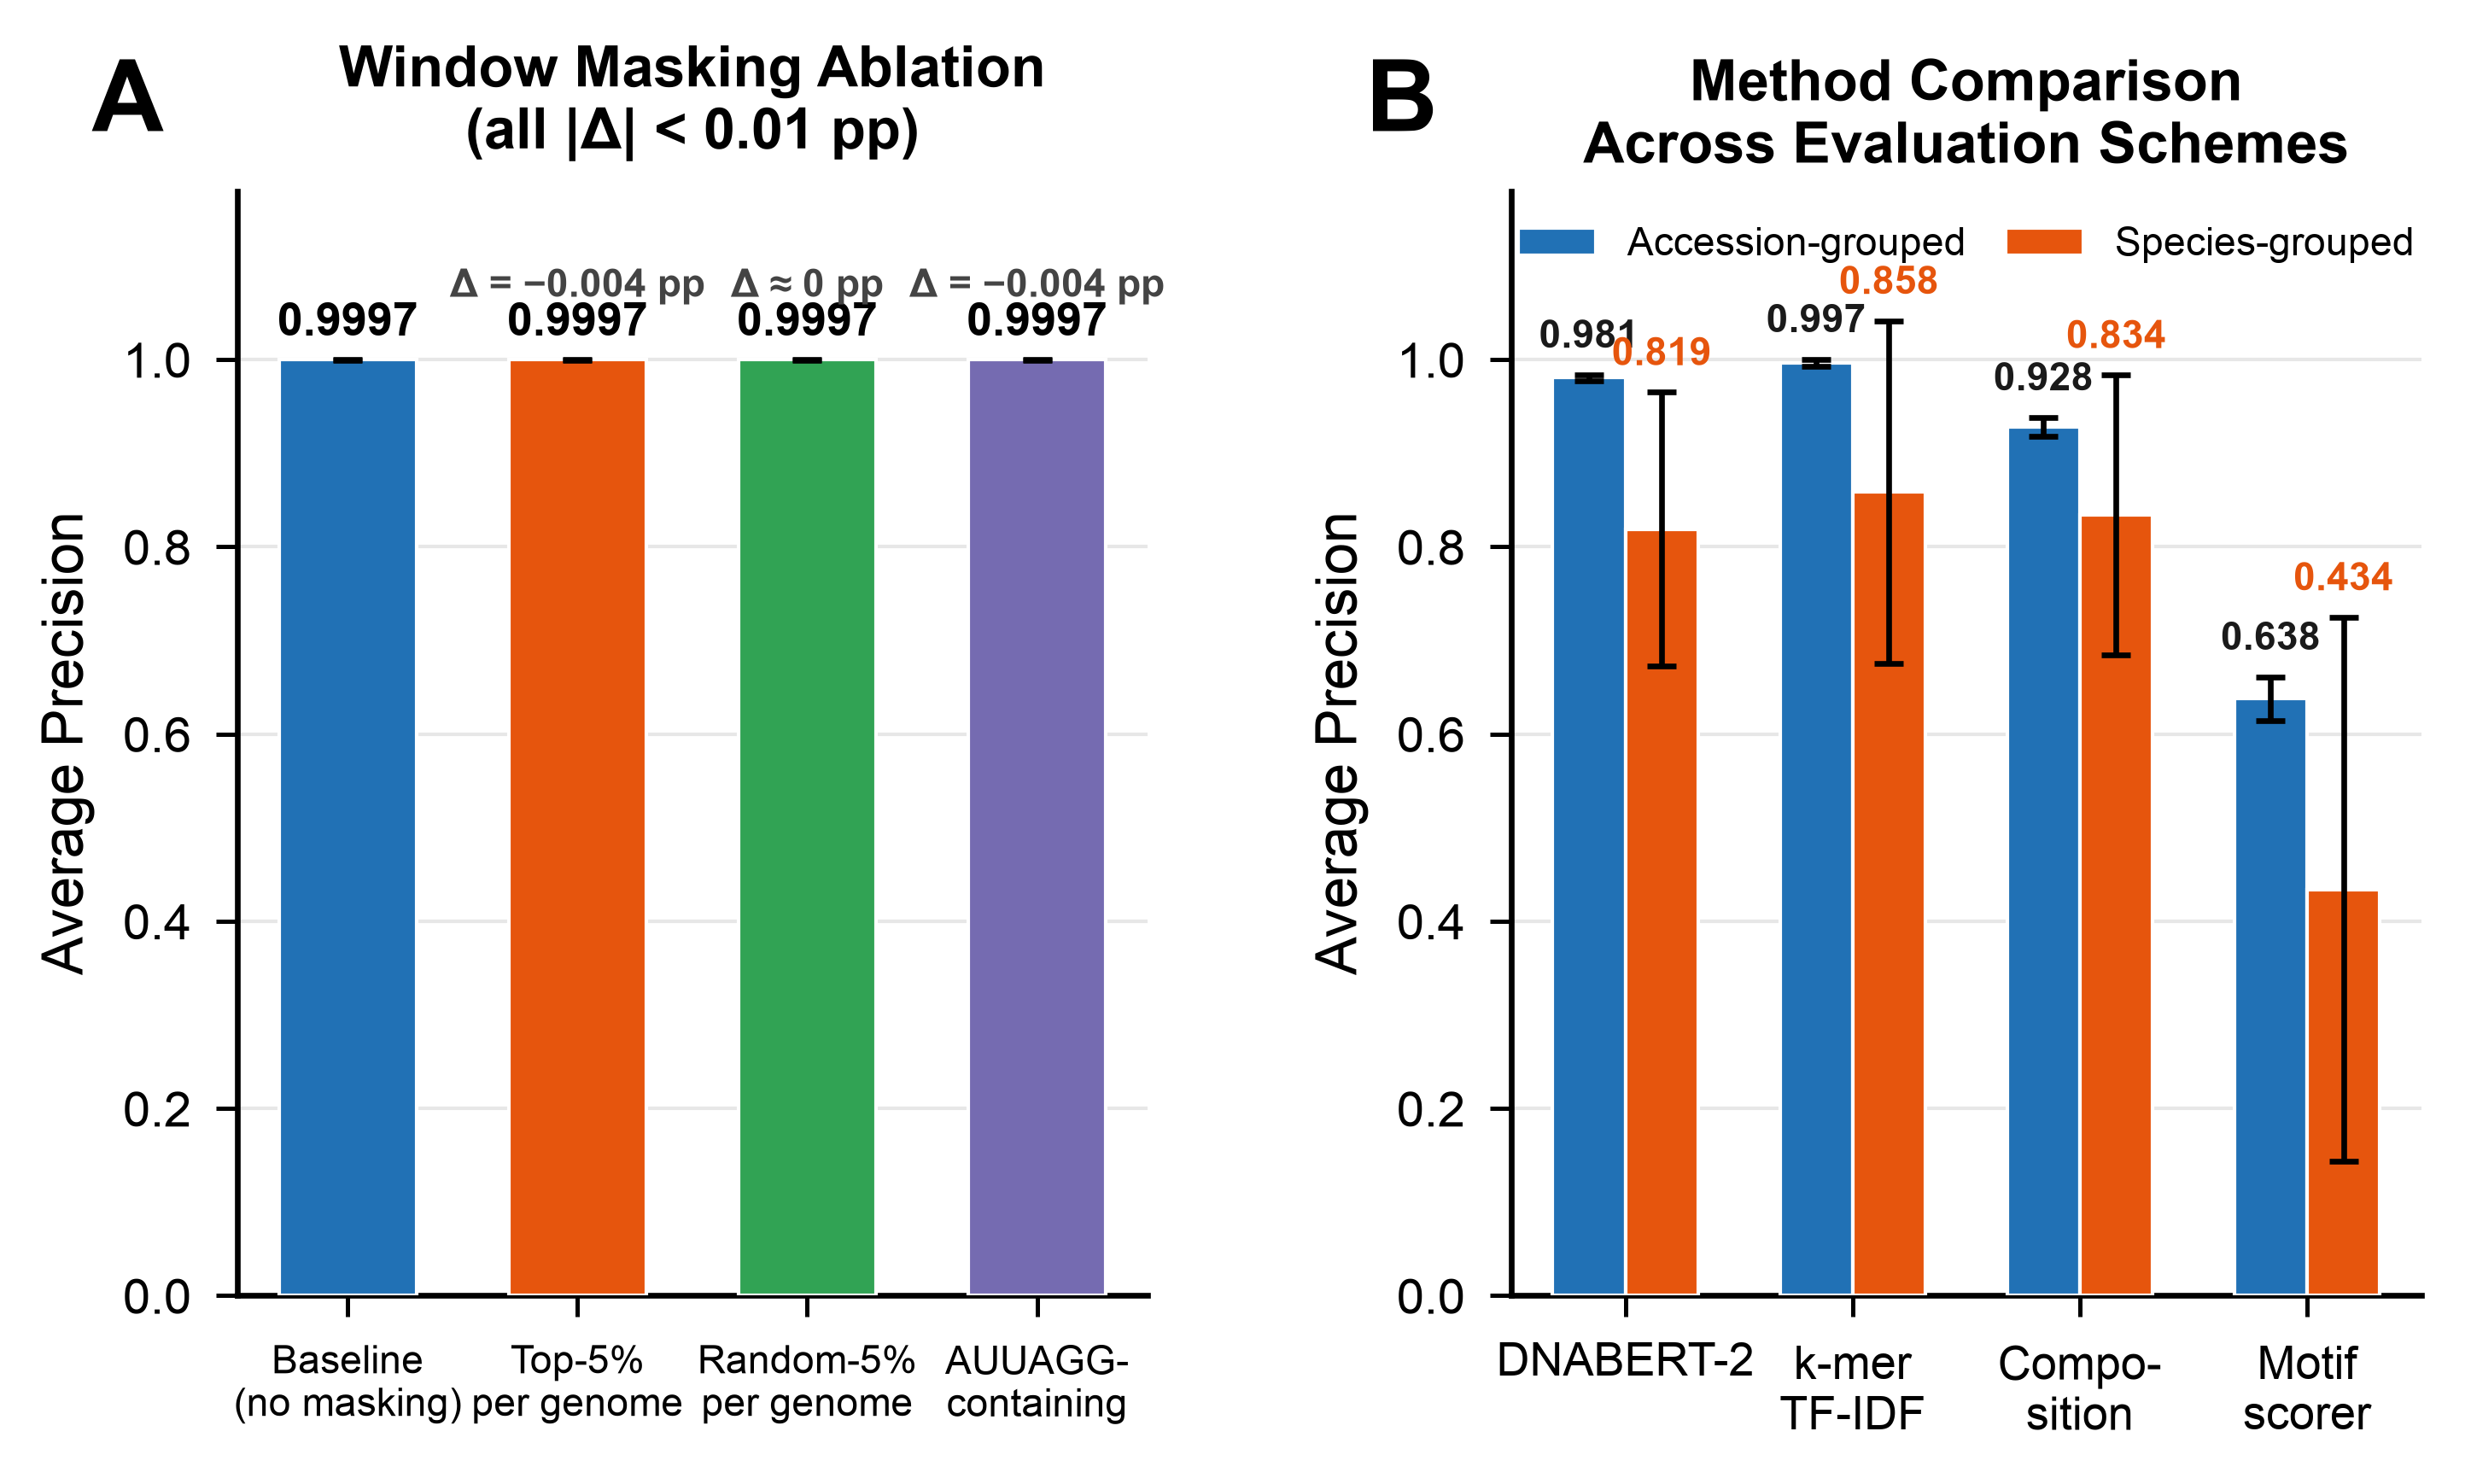 A
Window Masking Ablation
(all |Δ| < 0.01 pp)
Δ = −0.004 pp Δ ≈ 0 pp Δ = −0.004 pp
0.9997 0.9997 0.9997 0.9997
Average Precision
1.0
0.8
0.6
0.4
0.2
0.0
Baseline
(no masking)
Top-5%
per genome
Random-5%
per genome
AUUAGG-
containing
B
Method Comparison
Across Evaluation Schemes
Accession-grouped Species-grouped
0.981
0.819
0.997
0.858
0.928
0.834
0.638
0.434
Average Precision
1.0
0.8
0.6
0.4
0.2
0.0
DNABERT-2
k-mer
TF-IDF
Compo-
sition
Motif
scorer